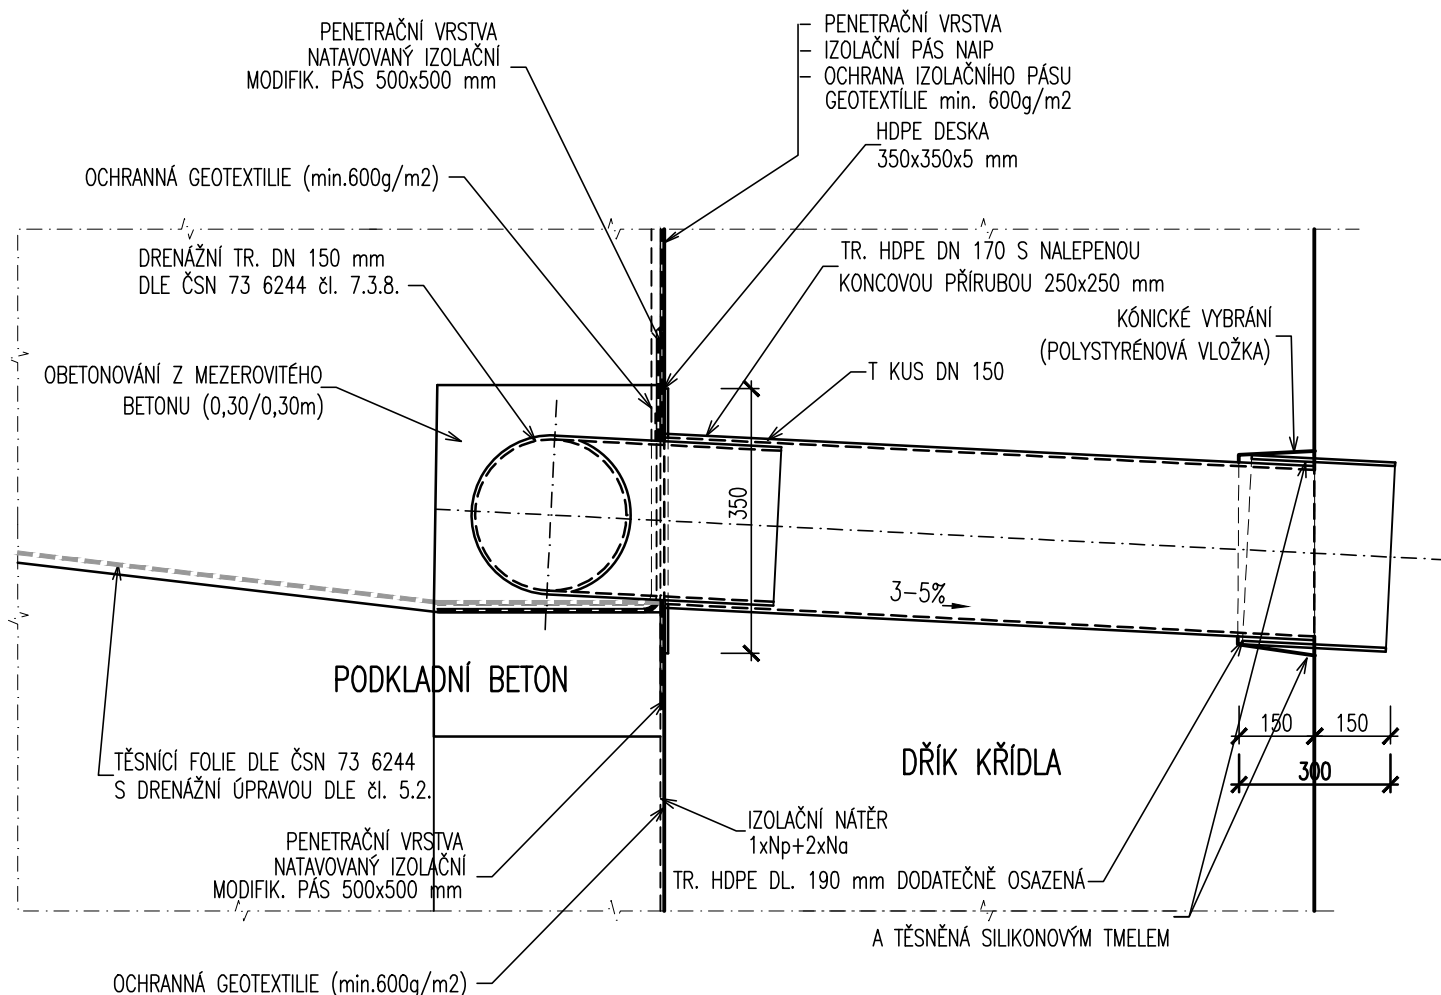 PENETRAČNÍ VRSTVA
NATAVOVANÝ IZOLAČNÍ
MODIFIK. PÁS 500x500 mm
PENETRAČNÍ VRSTVA
IZOLAČNÍ PÁS NAIP
OCHRANA IZOLAČNÍHO PÁSU
GEOTEXTÍLIE min. 600g/m2
HDPE DESKA
350x350x5 mm
OCHRANNÁ GEOTEXTILIE (min.600g/m2)
DRENÁŽNÍ TR. DN 150 mm
DLE ČSN 73 6244 čl. 7.3.8.
TR. HDPE DN 170 S NALEPENOU
KONCOVOU PŘÍRUBOU 250x250 mm
KÓNICKÉ VYBRÁNÍ
(POLYSTYRÉNOVÁ VLOŽKA)
OBETONOVÁNÍ Z MEZEROVITÉHO
BETONU (0,30/0,30m)
T KUS DN 150
350
3-5%
PODKLADNÍ BETON
150
150
300
DŘÍK KŘÍDLA
TĚSNÍCÍ FOLIE DLE ČSN 73 6244
S DRENÁŽNÍ ÚPRAVOU DLE čl. 5.2.
PENETRAČNÍ VRSTVA
NATAVOVANÝ IZOLAČNÍ
MODIFIK. PÁS 500x500 mm
IZOLAČNÍ NÁTĚR
1xNp+2xNa
TR. HDPE DL. 190 mm DODATEČNĚ OSAZENÁ
A TĚSNĚNÁ SILIKONOVÝM TMELEM
OCHRANNÁ GEOTEXTILIE (min.600g/m2)